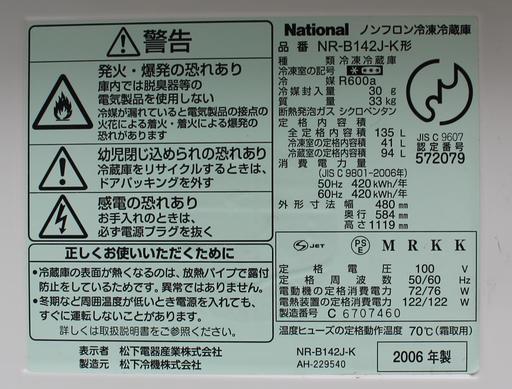 警告
発火・爆発の恐れあり
庫内では脱臭器等の
電気製品を使用しない
冷媒が漏れていると電気製品の接点の
火花による着火・着火による爆発の
恐れあり
幼児閉じ込められの恐れあり
冷蔵庫をリサイクルするときは、
ドアパッキングを外す
感電の恐れあり
お手入れのときは、
必ず電源プラグを抜く
正しくお使いいただくために
●冷蔵庫の表面が熱くなるのは、放熱パイプで露付
防止をしているためです。異常ではありません。
●冬期など周囲温度が低いとき電源を入れても、
すぐに運転しないことがあります。
詳しくは取扱説明書をご参照ください。
表示者 松下電器産業株式会社
製造元 松下冷機株式会社
National ノンフロン冷凍冷蔵庫
品番 NR-B142J-K形
種類 冷凍冷蔵庫
冷凍室の記号
冷媒 R600a
冷媒封入量 30 g
質量 33 kg
断熱発泡ガス シクロペンタン
定格内容積
全定格内容積 135 L
冷凍室の定格内容積 41 L
冷蔵室の定格内容積 94 L
消費電力量
(JIS C 9801-2006年)
50Hz 420 kWh/年
60Hz 420 kWh/年
外形寸法 幅 480 mm
奥行 584 mm
高さ 1119 mm
JIS C 9607
認定番号
572079
S JET PSE MRKK
定格電圧 100 V
定格周波数 50/60 Hz
電動機の定格消費電力 72/76 W
電熱装置の定格消費電力 122/122 W
製造番号 C 6707460
温度ヒューズの定格動作温度 70℃(霜取用)
NR-B142J-K
AH-229540
2006年製